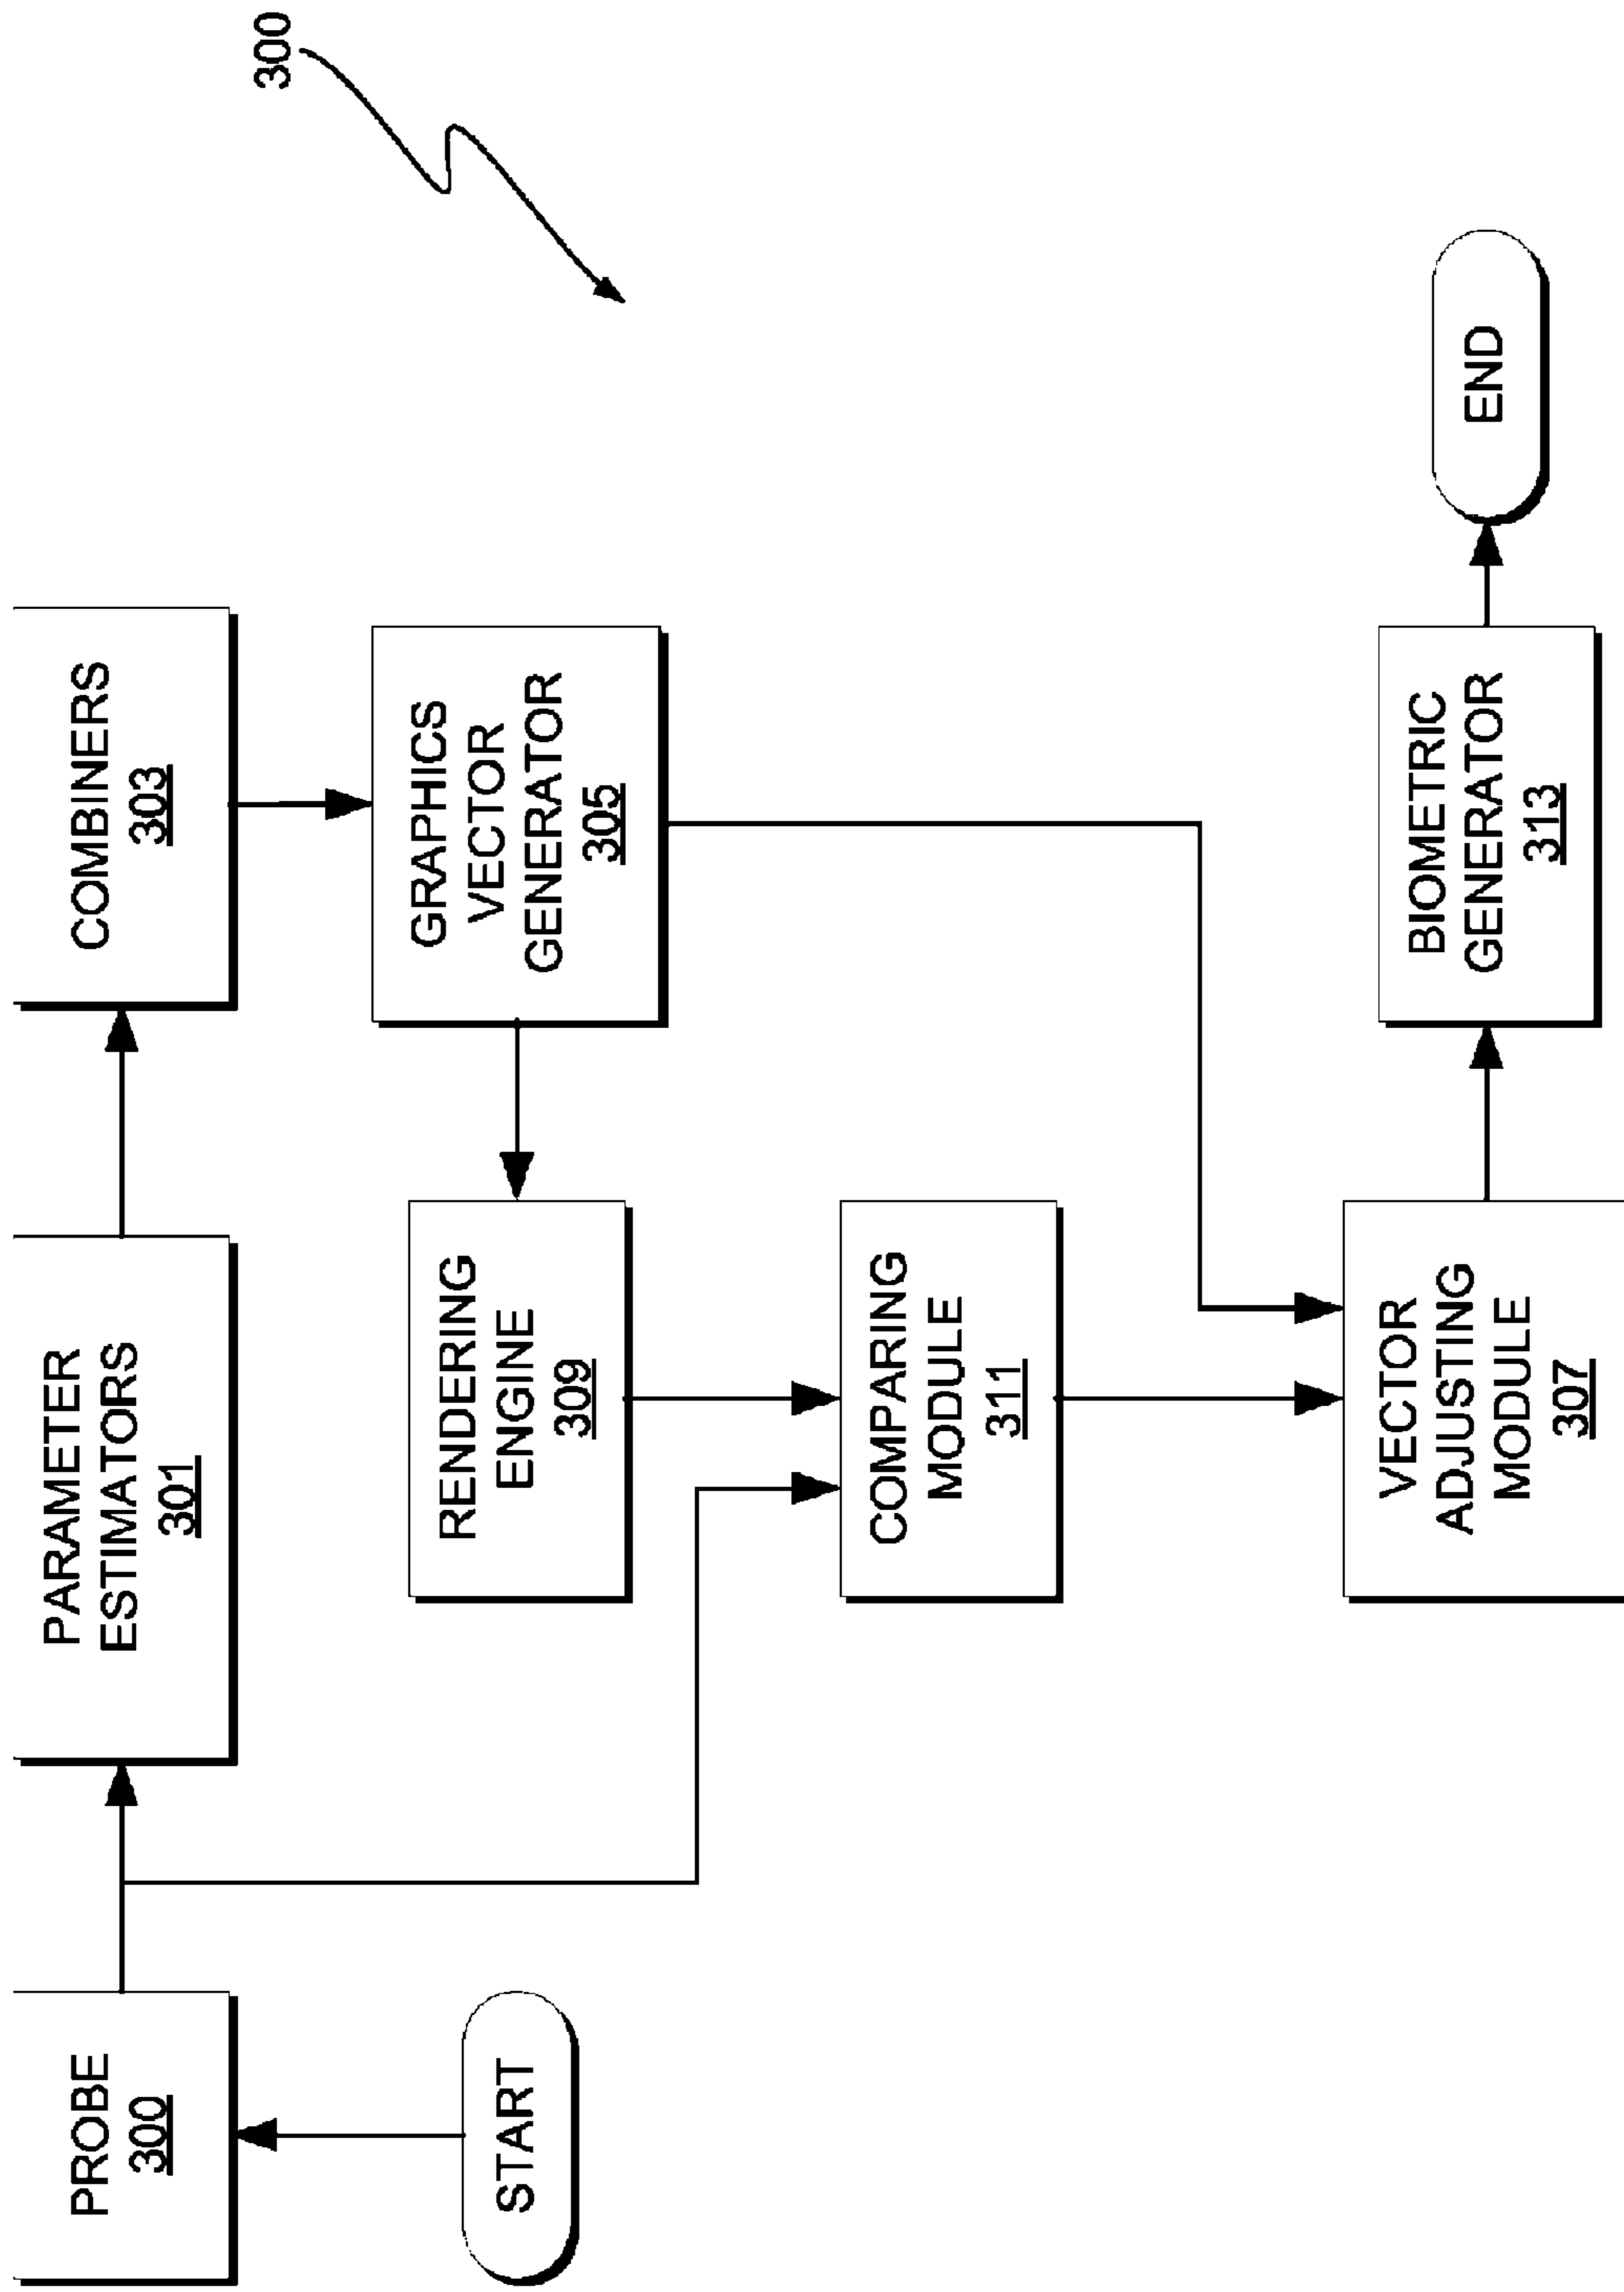 300
PROBE
300
PARAMETER
ESTIMATORS
301
COMBINERS
303
START
RENDERING
ENGINE
309
GRAPHICS
VECTOR
GENERATOR
305
COMPARING
MODULE
311
VECTOR
ADJUSTING
MODULE
307
BIOMETRIC
GENERATOR
313
END